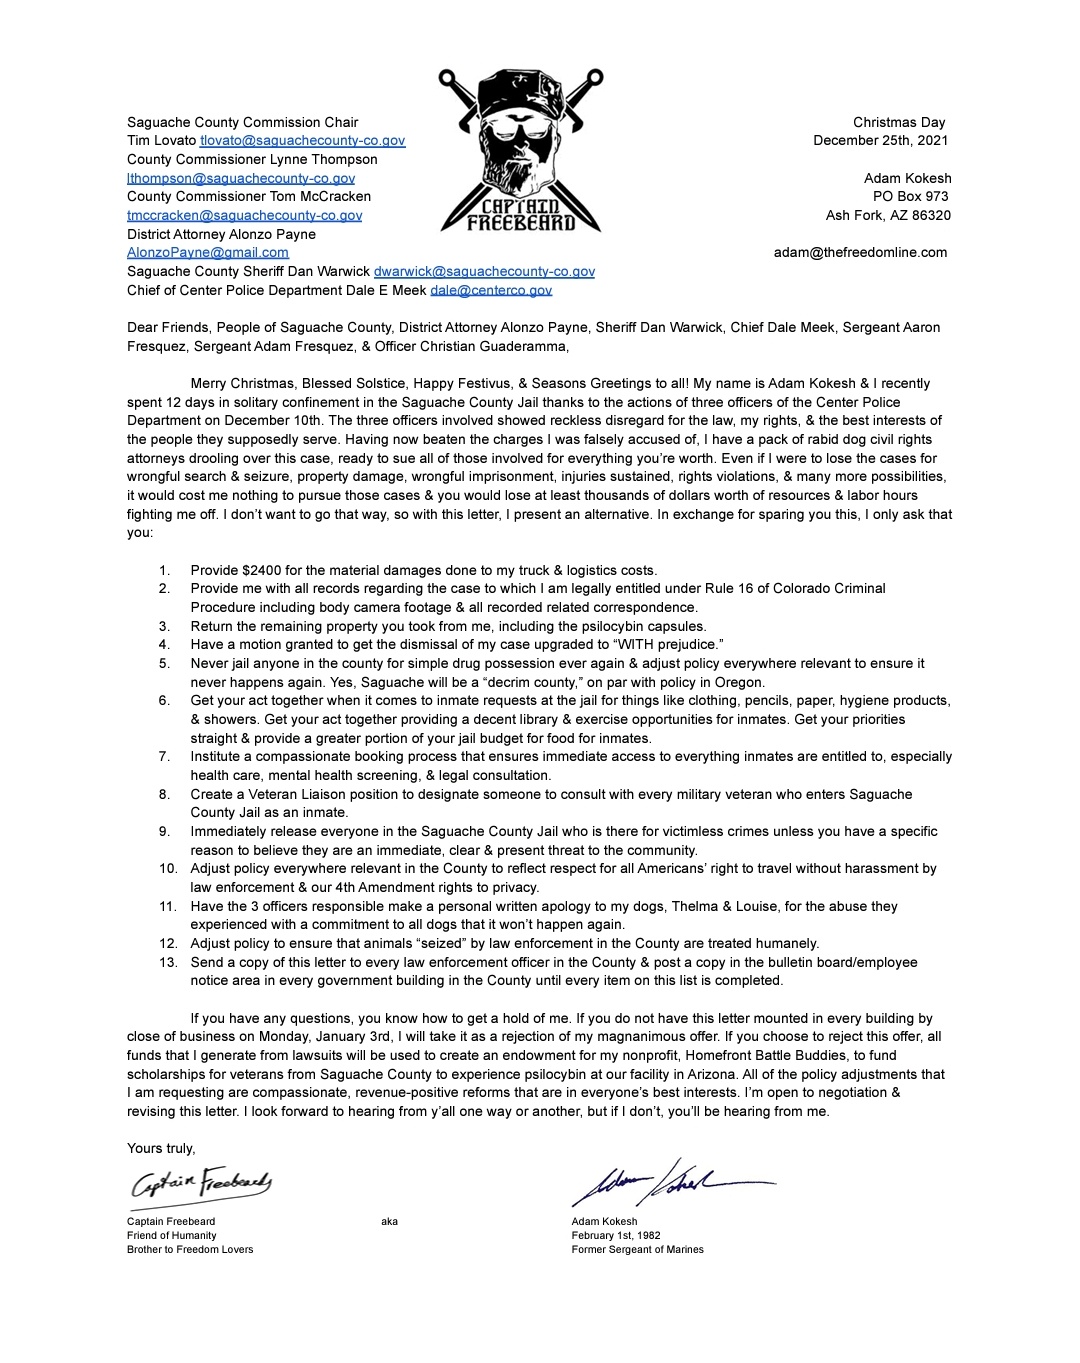 Saguache County Commission Chair
Tim Lovato tlovato@saguachecounty-co.gov
County Commissioner Lynne Thompson
lthompson@saguachecounty-co.gov
County Commissioner Tom McCracken
tmccracken@saguachecounty-co.gov
District Attorney Alonzo Payne
AlonzoPayne@gmail.com
Saguache County Sheriff Dan Warwick dwarwick@saguachecounty-co.gov
Chief of Center Police Department Dale E Meek dale@centerco.gov
CAPTAIN
FREEBEARD
Christmas Day
December 25th, 2021
Adam Kokesh
PO Box 973
Ash Fork, AZ 86320
adam@thefreedomline.com
Dear Friends, People of Saguache County, District Attorney Alonzo Payne, Sheriff Dan Warwick, Chief Dale Meek, Sergeant Aaron
Fresquez, Sergeant Adam Fresquez, & Officer Christian Guaderamma,
Merry Christmas, Blessed Solstice, Happy Festivus, & Seasons Greetings to all! My name is Adam Kokesh & I recently
spent 12 days in solitary confinement in the Saguache County Jail thanks to the actions of three officers of the Center Police
Department on December 10th. The three officers involved showed reckless disregard for the law, my rights, & the best interests of
the people they supposedly serve. Having now beaten the charges I was falsely accused of, I have a pack of rabid dog civil rights
attorneys drooling over this case, ready to sue all of those involved for everything you're worth. Even if I were to lose the cases for
wrongful search & seizure, property damage, wrongful imprisonment, injuries sustained, rights violations, & many more possibilities,
it would cost me nothing to pursue those cases & you would lose at least thousands of dollars worth of resources & labor hours
fighting me off. I don't want to go that way, so with this letter, I present an alternative. In exchange for sparing you this, I only ask that
you:
1. Provide $2400 for the material damages done to my truck & logistics costs.
2. Provide me with all records regarding the case to which I am legally entitled under Rule 16 of Colorado Criminal
Procedure including body camera footage & all recorded related correspondence.
3. Return the remaining property you took from me, including the psilocybin capsules.
4. Have a motion granted to get the dismissal of my case upgraded to “WITH prejudice.”
5. Never jail anyone in the county for simple drug possession ever again & adjust policy everywhere relevant to ensure it
never happens again. Yes, Saguache will be a “decrim county,” on par with policy in Oregon.
6. Get your act together when it comes to inmate requests at the jail for things like clothing, pencils, paper, hygiene products,
& showers. Get your act together providing a decent library & exercise opportunities for inmates. Get your priorities
straight & provide a greater portion of your jail budget for food for inmates.
7. Institute a compassionate booking process that ensures immediate access to everything inmates are entitled to, especially
health care, mental health screening, & legal consultation.
8. Create a Veteran Liaison position to designate someone to consult with every military veteran who enters Saguache
County Jail as an inmate.
9. Immediately release everyone in the Saguache County Jail who is there for victimless crimes unless you have a specific
reason to believe they are an immediate, clear & present threat to the community.
10. Adjust policy everywhere relevant in the County to reflect respect for all Americans' right to travel without harassment by
law enforcement & our 4th Amendment rights to privacy.
11. Have the 3 officers responsible make a personal written apology to my dogs, Thelma & Louise, for the abuse they
experienced with a commitment to all dogs that it won't happen again.
12. Adjust policy to ensure that animals “seized” by law enforcement in the County are treated humanely.
13. Send a copy of this letter to every law enforcement officer in the County & post a copy in the bulletin board/employee
notice area in every government building in the County until every item on this list is completed.
If you have any questions, you know how to get a hold of me. If you do not have this letter mounted in every building by
close of business on Monday, January 3rd, I will take it as a rejection of my magnanimous offer. If you choose to reject this offer, all
funds that I generate from lawsuits will be used to create an endowment for my nonprofit, Homefront Battle Buddies, to fund
scholarships for veterans from Saguache County to experience psilocybin at our facility in Arizona. All of the policy adjustments that
I am requesting are compassionate, revenue-positive reforms that are in everyone's best interests. I'm open to negotiation &
revising this letter. I look forward to hearing from y'all one way or another, but if I don't, you'll be hearing from me.
Yours truly,
Captain Freebeard
Adam Kokesh
Captain Freebeard aka Adam Kokesh
Friend of Humanity February 1st, 1982
Brother to Freedom Lovers Former Sergeant of Marines